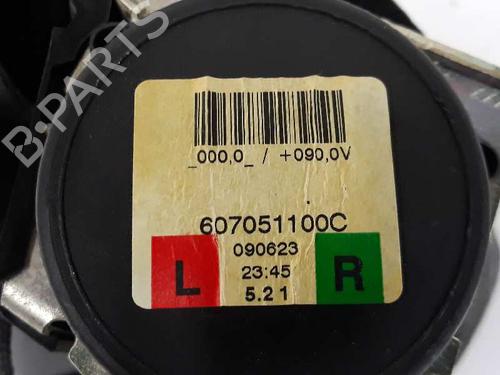 B-PARTS
_000,0_ / +090,0V
607051100C
090623
L 23:45 R
5.21